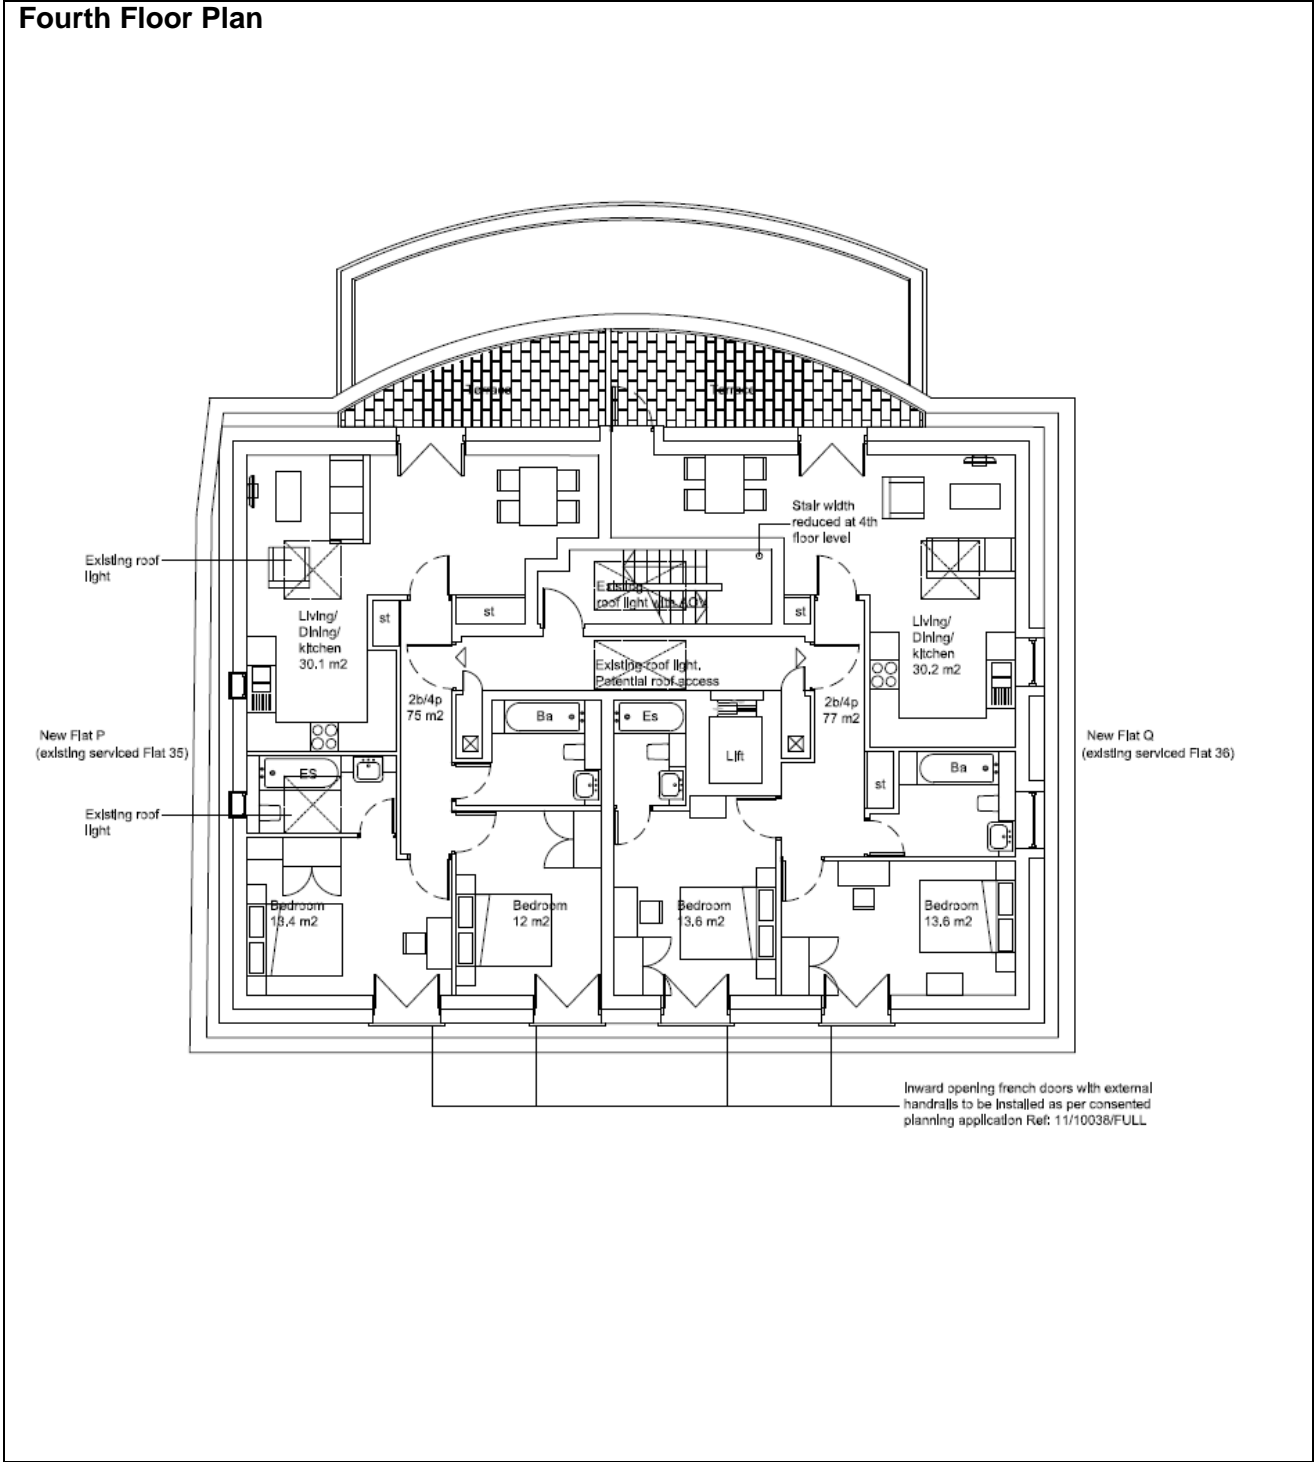 Fourth Floor Plan
Terrace
Terrace
Stair width
reduced at 4th
floor level
Existing roof
light
Existing
roof light with AOV
st
st
st
Living/
Dining/
kitchen
30.1 m2
Living/
Dining/
kitchen
30.2 m2
Existing roof light.
Potential roof access
2b/4p
75 m2
2b/4p
77 m2
Ba
Es
Lift
New Flat P
(existing serviced Flat 35)
New Flat Q
(existing serviced Flat 36)
ES
st
Ba
Existing roof
light
Bedroom
13.4 m2
Bedroom
12 m2
Bedroom
13.6 m2
Bedroom
13.6 m2
Inward opening french doors with external
handrails to be installed as per consented
planning application Ref: 11/10038/FULL